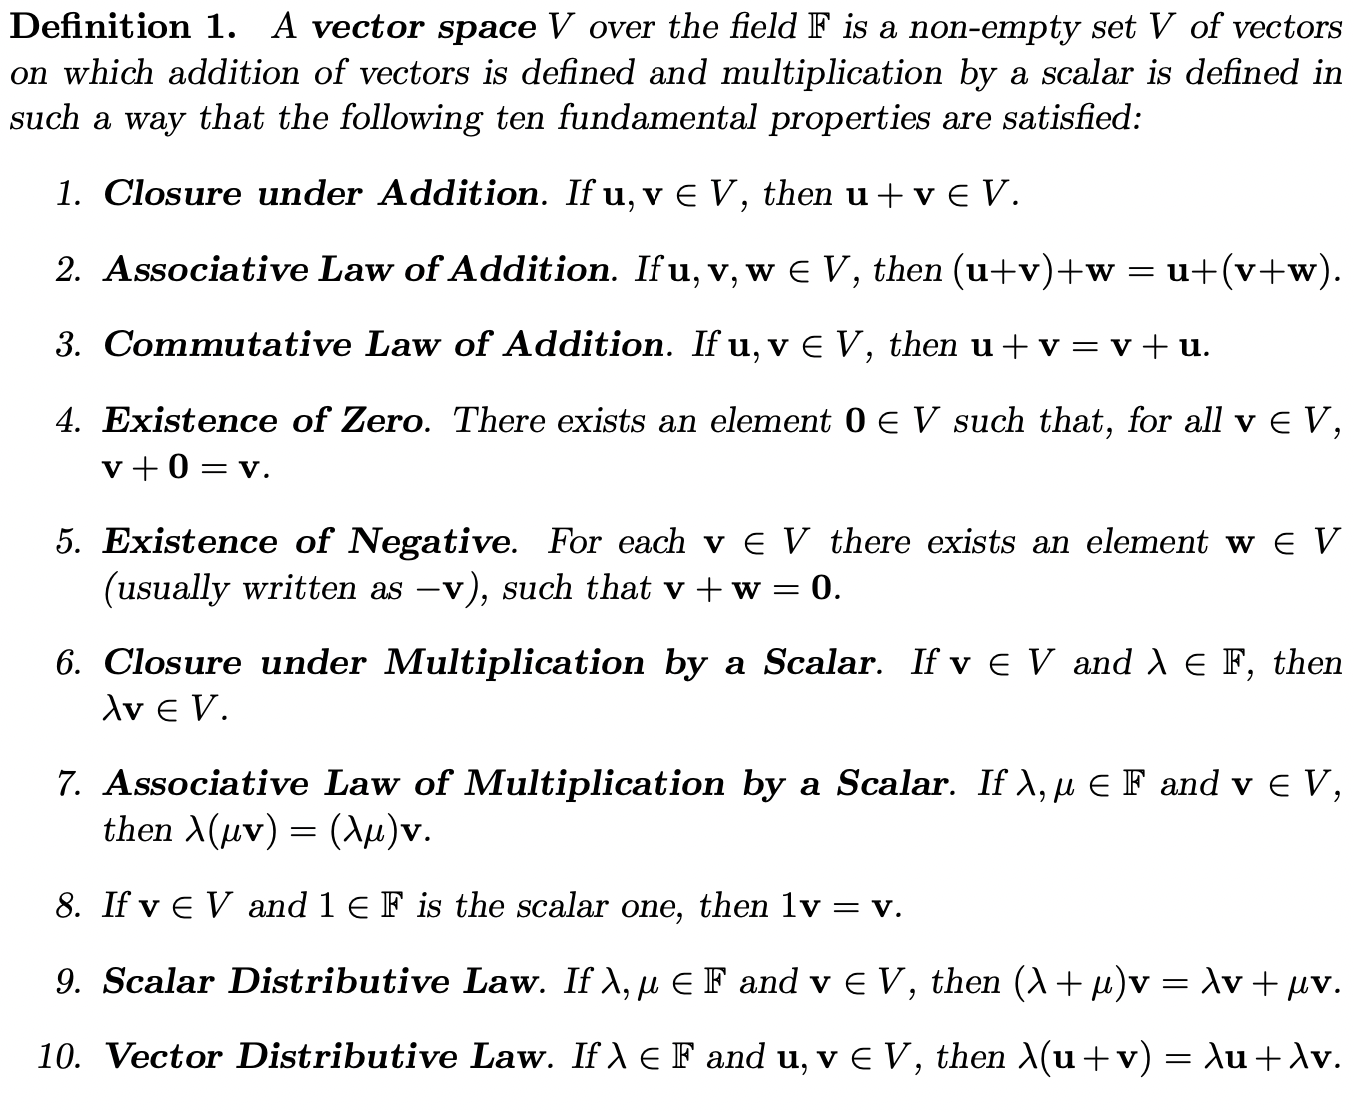 Definition 1. A vector space V over the field 𝔽 is a non-empty set V of vectors
on which addition of vectors is defined and multiplication by a scalar is defined in
such a way that the following ten fundamental properties are satisfied:
1. Closure under Addition. If u, v ∈ V, then u + v ∈ V.
2. Associative Law of Addition. If u, v, w ∈ V, then (u+v)+w = u+(v+w).
3. Commutative Law of Addition. If u, v ∈ V, then u + v = v + u.
4. Existence of Zero. There exists an element 0 ∈ V such that, for all v ∈ V,
v + 0 = v.
5. Existence of Negative. For each v ∈ V there exists an element w ∈ V
(usually written as −v), such that v + w = 0.
6. Closure under Multiplication by a Scalar. If v ∈ V and λ ∈ 𝔽, then
λv ∈ V.
7. Associative Law of Multiplication by a Scalar. If λ, μ ∈ 𝔽 and v ∈ V,
then λ(μv) = (λμ)v.
8. If v ∈ V and 1 ∈ 𝔽 is the scalar one, then 1v = v.
9. Scalar Distributive Law. If λ, μ ∈ 𝔽 and v ∈ V, then (λ + μ)v = λv + μv.
10. Vector Distributive Law. If λ ∈ 𝔽 and u, v ∈ V, then λ(u + v) = λu + λv.